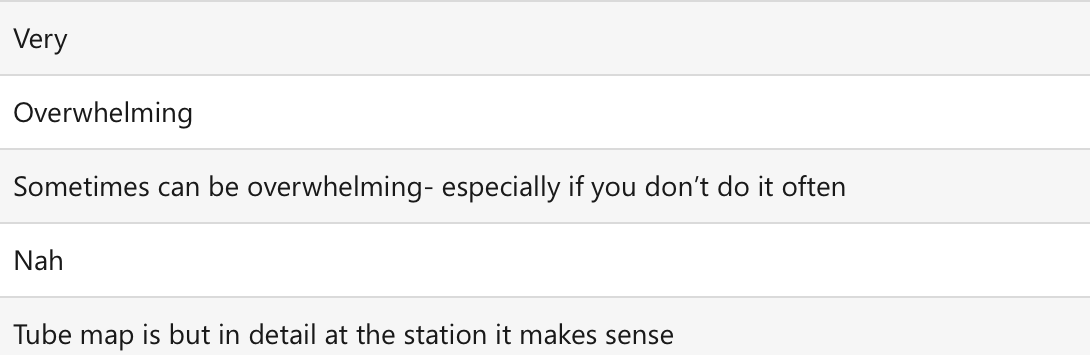 Very
Overwhelming
Sometimes can be overwhelming- especially if you don’t do it often
Nah
Tube map is but in detail at the station it makes sense